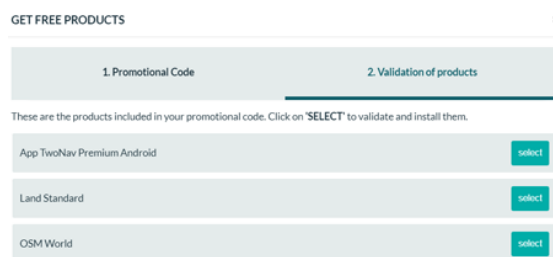 GET FREE PRODUCTS
1. Promotional Code
2. Validation of products
These are the products included in your promotional code. Click on "SELECT" to validate and install them.
App TwoNav Premium Android
select
Land Standard
select
OSM World
select